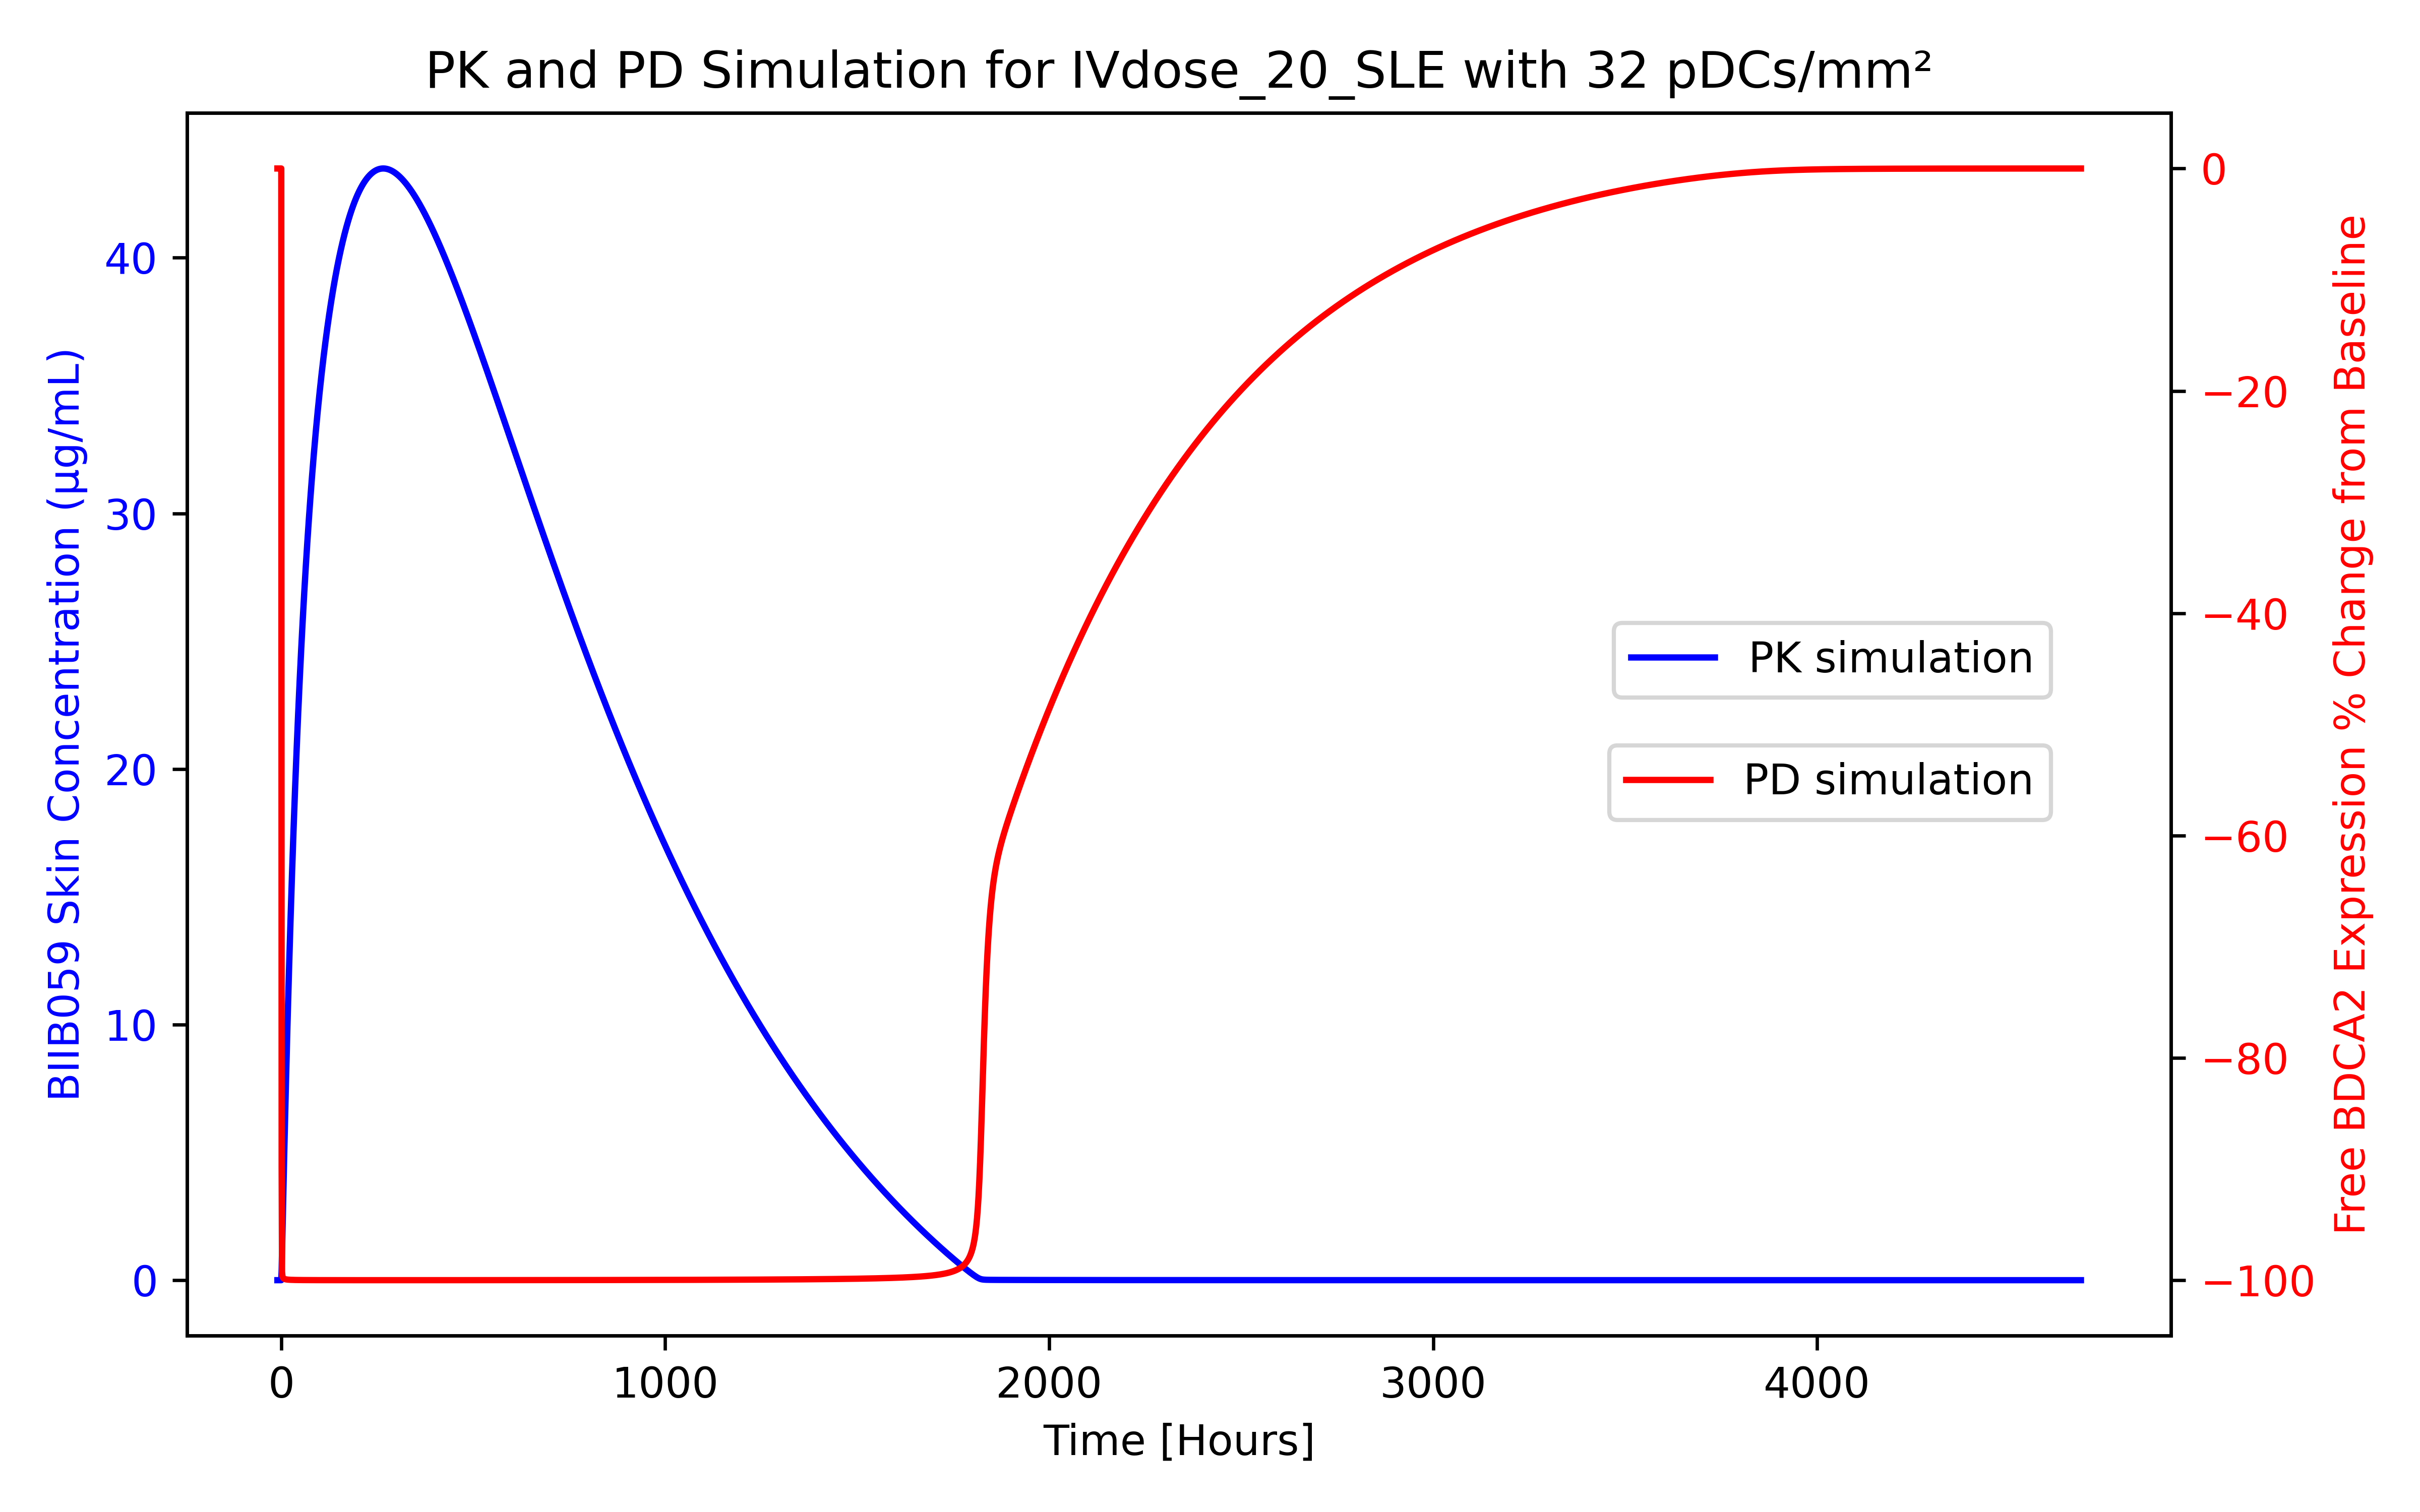 PK and PD Simulation for IVdose_20_SLE with 32 pDCs/mm²
BIIB059 Skin Concentration (µg/mL)
40
30
20
10
0
0
1000
2000
3000
4000
Time [Hours]
PK simulation
PD simulation
0
−20
−40
−60
−80
−100
Free BDCA2 Expression % Change from Baseline